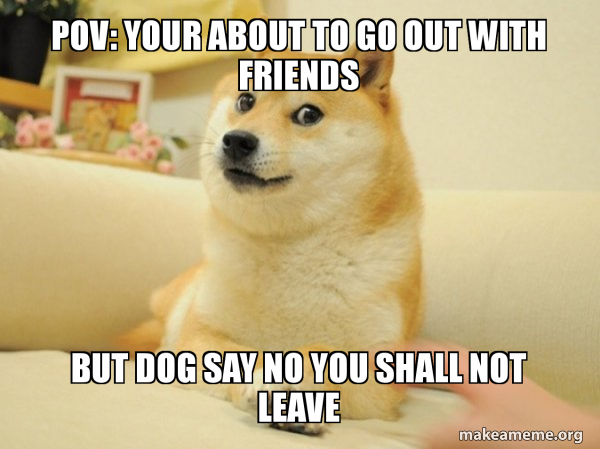 POV: YOUR ABOUT TO GO OUT WITH
FRIENDS
BUT DOG SAY NO YOU SHALL NOT
LEAVE
makeameme.org